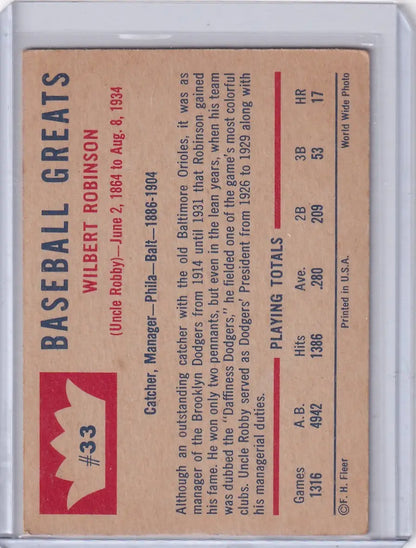 #33
BASEBALL GREATS
WILBERT ROBINSON
(Uncle Robby)—June 2, 1864 to Aug. 8, 1934
Catcher, Manager—Phila—Balt—1886-1904
Although an outstanding catcher with the old Baltimore Orioles, it was as
manager of the Brooklyn Dodgers from 1914 until 1931 that Robinson gained
his fame. He won only two pennants, but even in the lean years, when his team
was dubbed the "Daffiness Dodgers," he fielded one of the game's most colorful
clubs. Uncle Robby served as Dodgers' President from 1926 to 1929 along with
his managerial duties.
PLAYING TOTALS
Games A.B. Hits Ave. 2B 3B HR
1316 4942 1386 .280 209 53 17
©F. H. Fleer Printed in U.S.A. World Wide Photo